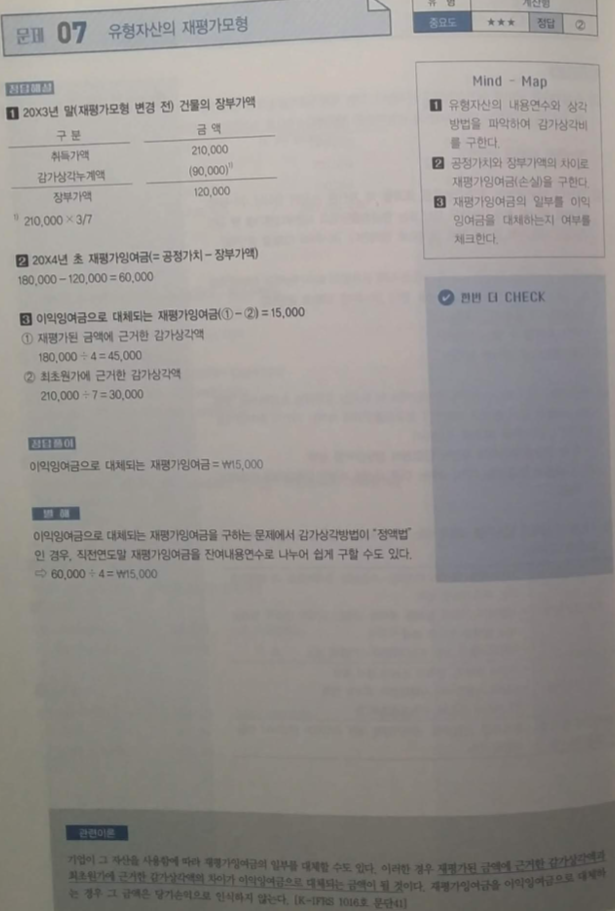 문제 07 유형자산의 재평가모형
유 형 계산형
중요도 ★★★ 정답 ②
정답해설
1 20X3년 말(재평가모형 변경 전) 건물의 장부가액
구 분 금 액
취득가액 210,000
감가상각누계액 (90,000)¹⁾
장부가액 120,000
¹⁾ 210,000 × 3/7
2 20X4년 초 재평가잉여금(= 공정가치 − 장부가액)
180,000 − 120,000 = 60,000
3 이익잉여금으로 대체되는 재평가잉여금(① − ②) = 15,000
① 재평가된 금액에 근거한 감가상각액
180,000 ÷ 4 = 45,000
② 최초원가에 근거한 감가상각액
210,000 ÷ 7 = 30,000
정답풀이
이익잉여금으로 대체되는 재평가잉여금 = ₩15,000
별 해
이익잉여금으로 대체되는 재평가잉여금을 구하는 문제에서 감가상각방법이 "정액법"
인 경우, 직전연도말 재평가잉여금을 잔여내용연수로 나누어 쉽게 구할 수도 있다.
⇨ 60,000 ÷ 4 = ₩15,000
Mind - Map
1 유형자산의 내용연수와 상각
방법을 파악하여 감가상각비
를 구한다.
2 공정가치와 장부가액의 차이로
재평가잉여금(손실)을 구한다.
3 재평가잉여금의 일부를 이익
잉여금을 대체하는지 여부를
체크한다.
한번 더 CHECK
관련이론
기업이 그 자산을 사용함에 따라 재평가잉여금의 일부를 대체할 수도 있다. 이러한 경우 재평가된 금액에 근거한 감가상각액과
최초원가에 근거한 감가상각액의 차이가 이익잉여금으로 대체되는 금액이 될 것이다. 재평가잉여금을 이익잉여금으로 대체하
는 경우 그 금액은 당기손익으로 인식하지 않는다. [K-IFRS 1016호 문단41]